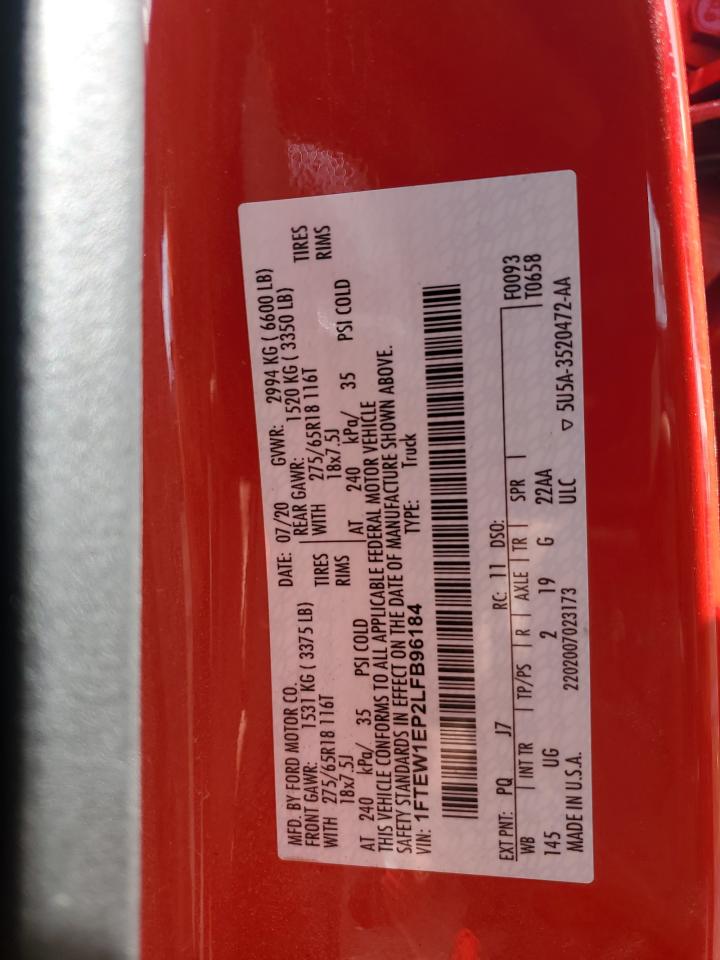 MFD. BY FORD MOTOR CO.
DATE: 07/20 GVWR: 2994 KG ( 6600 LB)
FRONT GAWR: 1531 KG ( 3375 LB)
REAR GAWR: 1520 KG ( 3350 LB)
WITH 275/65R18 116T TIRES
WITH 275/65R18 116T TIRES
18x7.5J RIMS
18x7.5J RIMS
AT 240 kPa/ 35 PSI COLD
AT 240 kPa/ 35 PSI COLD
THIS VEHICLE CONFORMS TO ALL APPLICABLE FEDERAL MOTOR VEHICLE
SAFETY STANDARDS IN EFFECT ON THE DATE OF MANUFACTURE SHOWN ABOVE.
VIN: 1FTEW1EP2LFB96184 TYPE: Truck
EXT PNT: PQ J7 RC: 11 DSO: F0093
WB INT TR TP/PS R AXLE TR SPR T0658
145 UG 2 19 G 22AA
MADE IN U.S.A. 2202007023173 ULC ▽ 5U5A-3520472-AA